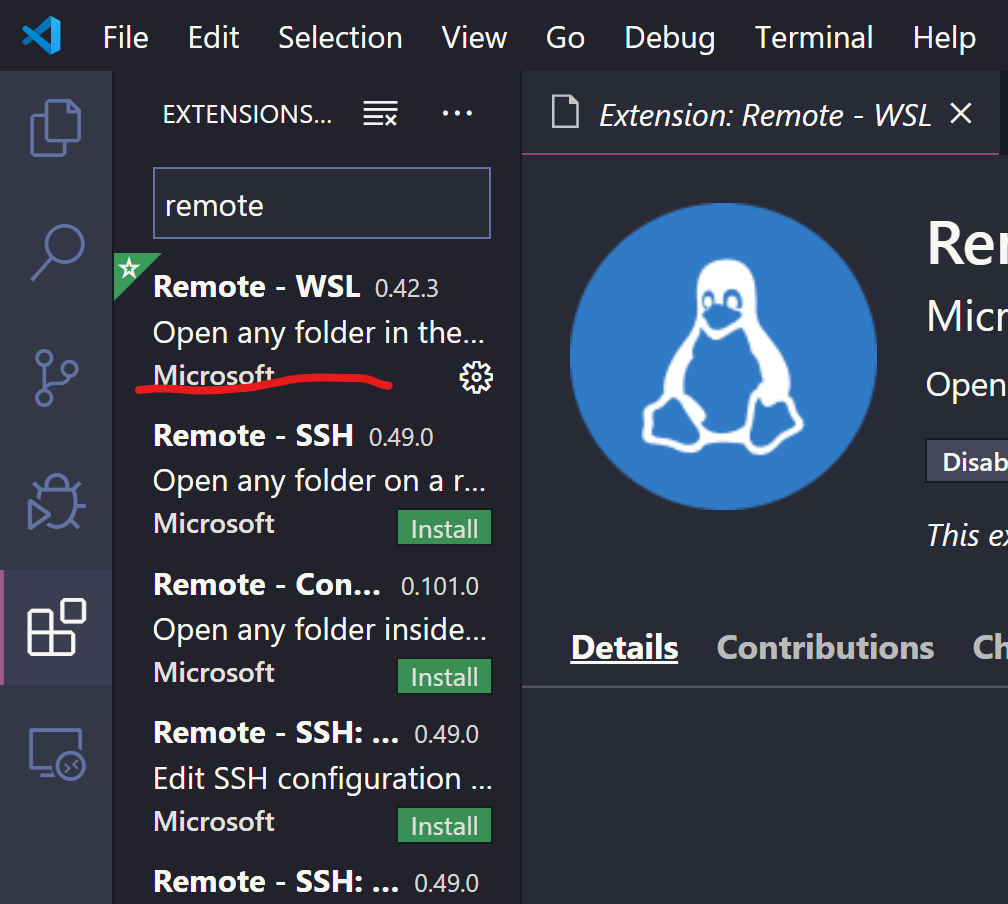 File Edit Selection View Go Debug Terminal Help
EXTENSIONS... ...
Extension: Remote - WSL
remote
Remote - WSL 0.42.3
Open any folder in the...
Microsoft
Remote - SSH 0.49.0
Open any folder on a r...
Microsoft
Install
Remote - Con... 0.101.0
Open any folder inside...
Microsoft
Install
Remote - SSH: ... 0.49.0
Edit SSH configuration ...
Microsoft
Install
Remote - SSH: ... 0.49.0
Rem
Micr
Open
Disab
This ex
Details Contributions Ch